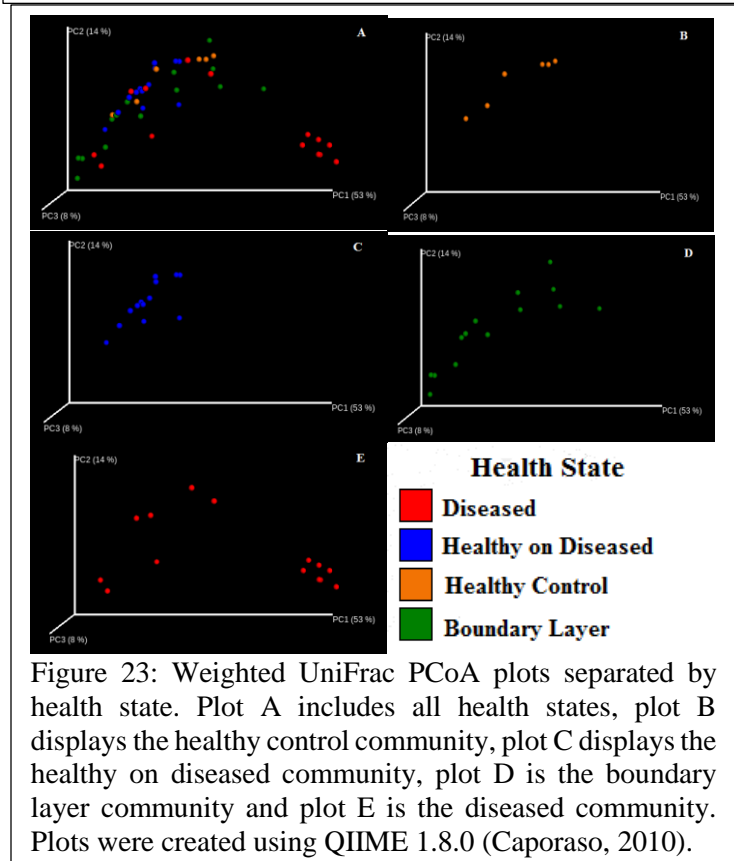 PC2 (14 %)
A
PC1 (53 %)
PC3 (8 %)
PC2 (14 %)
B
PC1 (53 %)
PC3 (8 %)
PC2 (14 %)
C
PC1 (53 %)
PC3 (8 %)
PC2 (14 %)
D
PC1 (53 %)
PC3 (8 %)
PC2 (14 %)
E
PC1 (53 %)
PC3 (8 %)
Health State
Diseased
Healthy on Diseased
Healthy Control
Boundary Layer
Figure 23: Weighted UniFrac PCoA plots separated by
health state. Plot A includes all health states, plot B
displays the healthy control community, plot C displays the
healthy on diseased community, plot D is the boundary
layer community and plot E is the diseased community.
Plots were created using QIIME 1.8.0 (Caporaso, 2010).